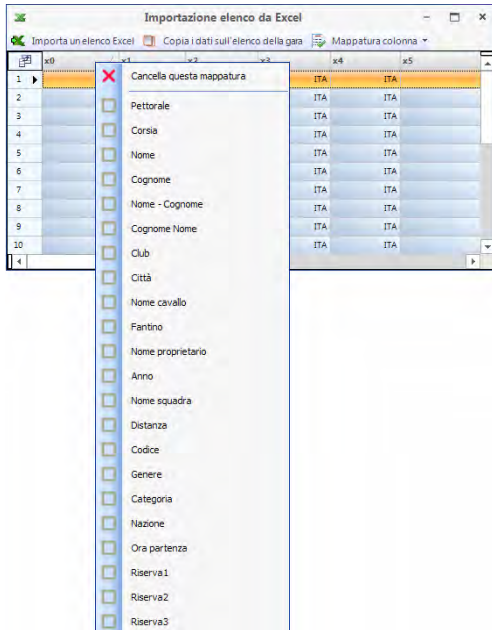 Importazione elenco da Excel
Importa un elenco Excel Copia i dati sull'elenco della gara Mappatura colonna
x0 x1 x2 x3 x4 x5
1 ITA ITA
2 ITA ITA
3 ITA ITA
4 ITA ITA
5 ITA ITA
6 ITA ITA
7 ITA ITA
8 ITA ITA
9 ITA ITA
10 ITA ITA
Cancella questa mappatura
Pettorale
Corsia
Nome
Cognome
Nome - Cognome
Cognome Nome
Club
Città
Nome cavallo
Fantino
Nome proprietario
Anno
Nome squadra
Distanza
Codice
Genere
Categoria
Nazione
Ora partenza
Riserva1
Riserva2
Riserva3